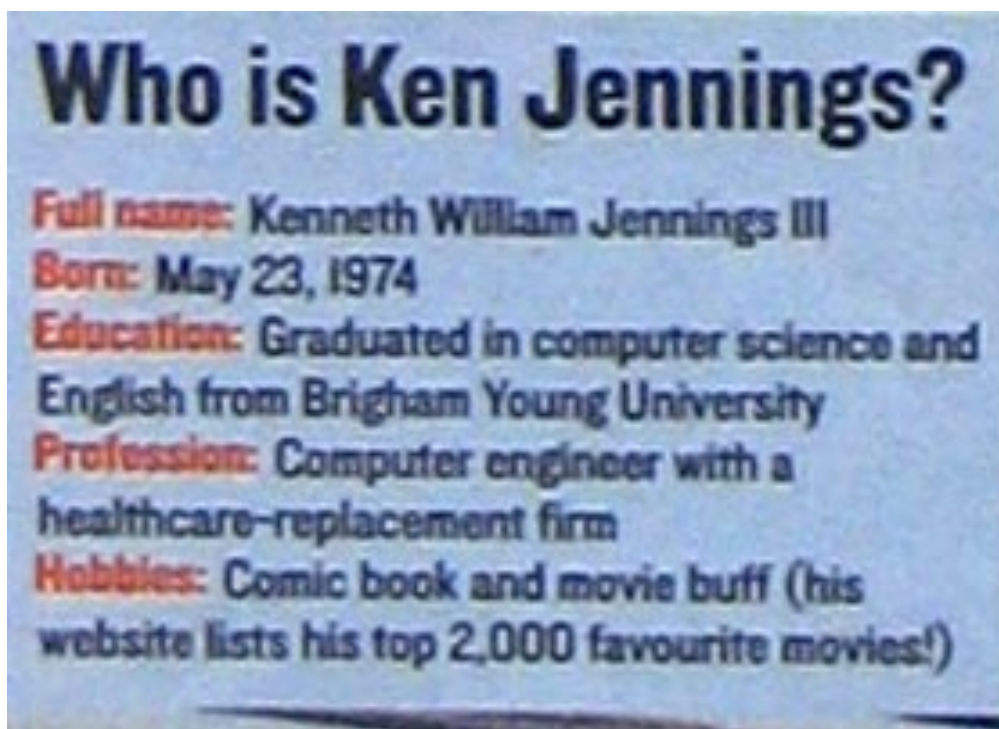 Who is Ken Jennings?
Full name: Kenneth William Jennings III
Born: May 23, 1974
Education: Graduated in computer science and
English from Brigham Young University
Profession: Computer engineer with a
healthcare-replacement firm
Hobbies: Comic book and movie buff (his
website lists his top 2,000 favourite movies!)